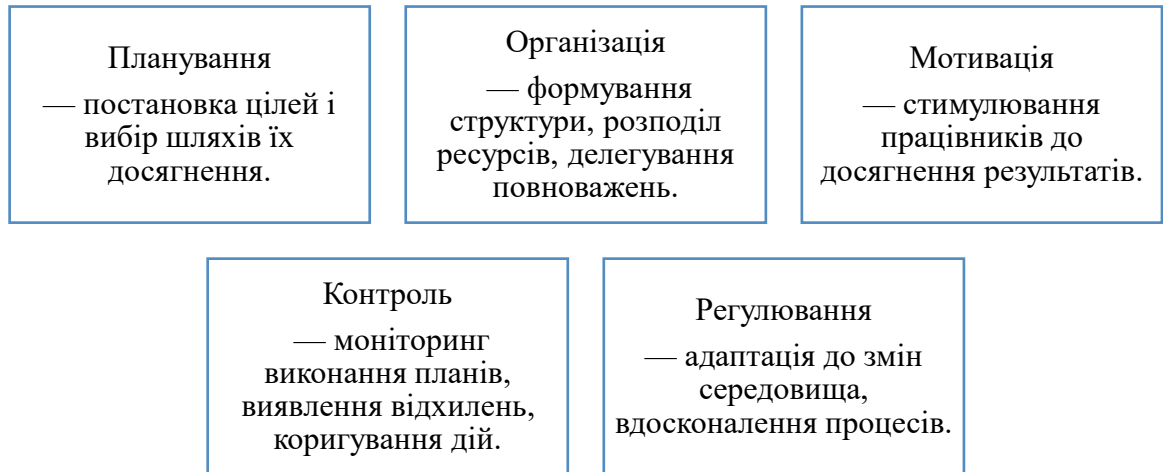 Планування
— постановка цілей і
вибір шляхів їх
досягнення.
Організація
— формування
структури, розподіл
ресурсів, делегування
повноважень.
Мотивація
— стимулювання
працівників до
досягнення результатів.
Контроль
— моніторинг
виконання планів,
виявлення відхилень,
коригування дій.
Регулювання
— адаптація до змін
середовища,
вдосконалення процесів.